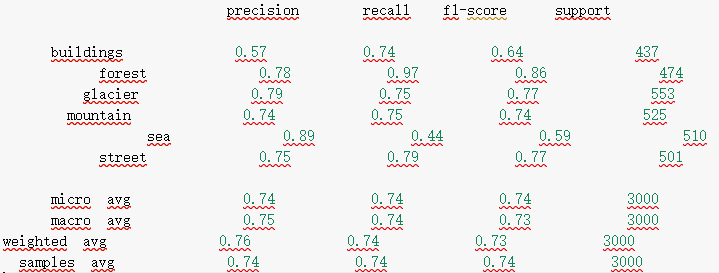 precision recall f1-score support
buildings 0.57 0.74 0.64 437
forest 0.78 0.97 0.86 474
glacier 0.79 0.75 0.77 553
mountain 0.74 0.75 0.74 525
sea 0.89 0.44 0.59 510
street 0.75 0.79 0.77 501
micro avg 0.74 0.74 0.74 3000
macro avg 0.75 0.74 0.73 3000
weighted avg 0.76 0.74 0.73 3000
samples avg 0.74 0.74 0.74 3000